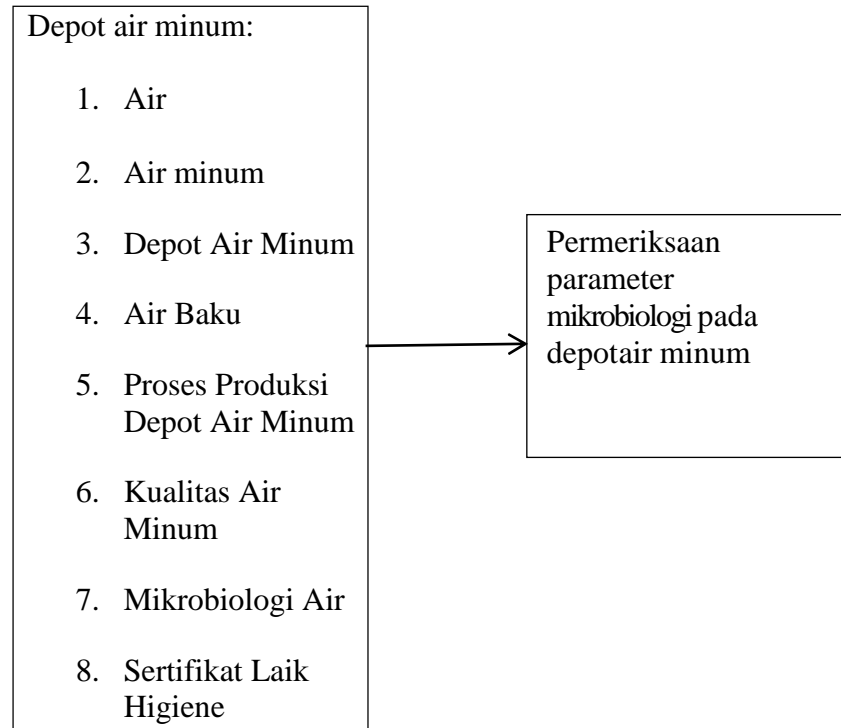 Depot air minum:
1. Air
2. Air minum
3. Depot Air Minum
4. Air Baku
5. Proses Produksi
Depot Air Minum
6. Kualitas Air
Minum
7. Mikrobiologi Air
8. Sertifikat Laik
Higiene
Permeriksaan
parameter
mikrobiologi pada
depotair minum